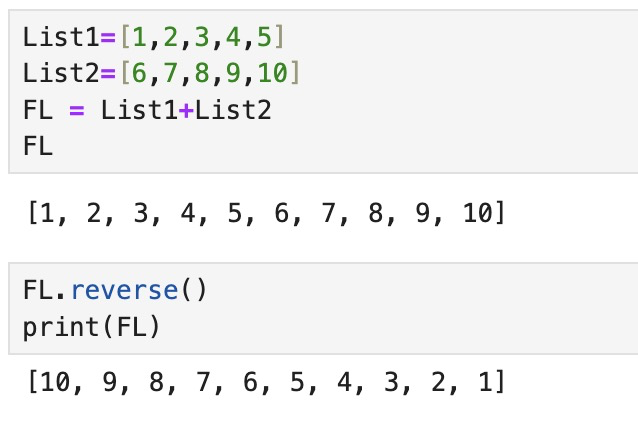 List1=[1,2,3,4,5]
List2=[6,7,8,9,10]
FL = List1+List2
FL
[1, 2, 3, 4, 5, 6, 7, 8, 9, 10]
FL.reverse()
print(FL)
[10, 9, 8, 7, 6, 5, 4, 3, 2, 1]